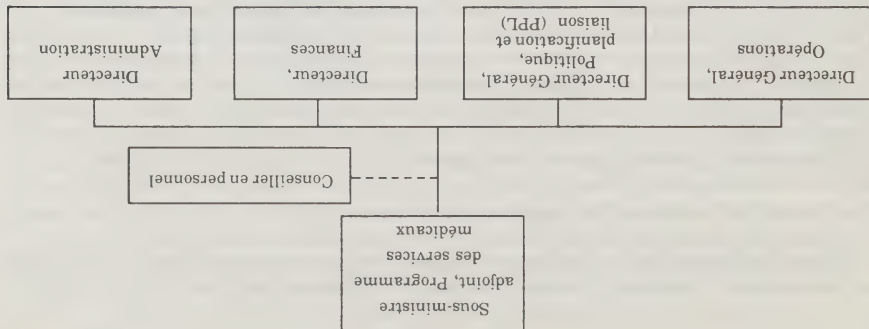 Sous-ministre
adjoint, Programme
des services
médicaux
Conseiller en personnel
Directeur Général,
Opérations
Directeur Général,
Politique,
planification et
liaison (PPL)
Directeur,
Finances
Directeur
Administration